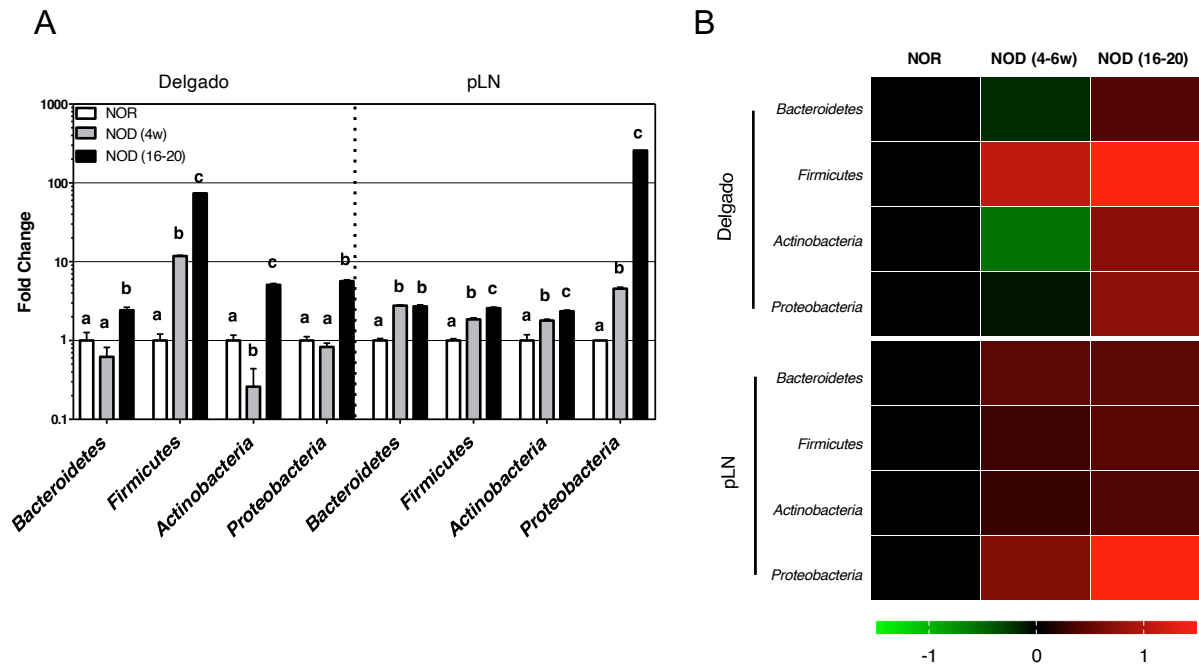 A
Delgado pLN
1000
100
10
1
0.1
Fold Change
NOR
NOD (4w)
NOD (16-20)
a a b
a b c
a b c
a a b
a b b
a b c
a b c
a b c
Bacteroidetes
Firmicutes
Actinobacteria
Proteobacteria
Bacteroidetes
Firmicutes
Actinobacteria
Proteobacteria
B
NOR NOD (4-6w) NOD (16-20)
Delgado
Bacteroidetes
Firmicutes
Actinobacteria
Proteobacteria
pLN
Bacteroidetes
Firmicutes
Actinobacteria
Proteobacteria
-1 0 1